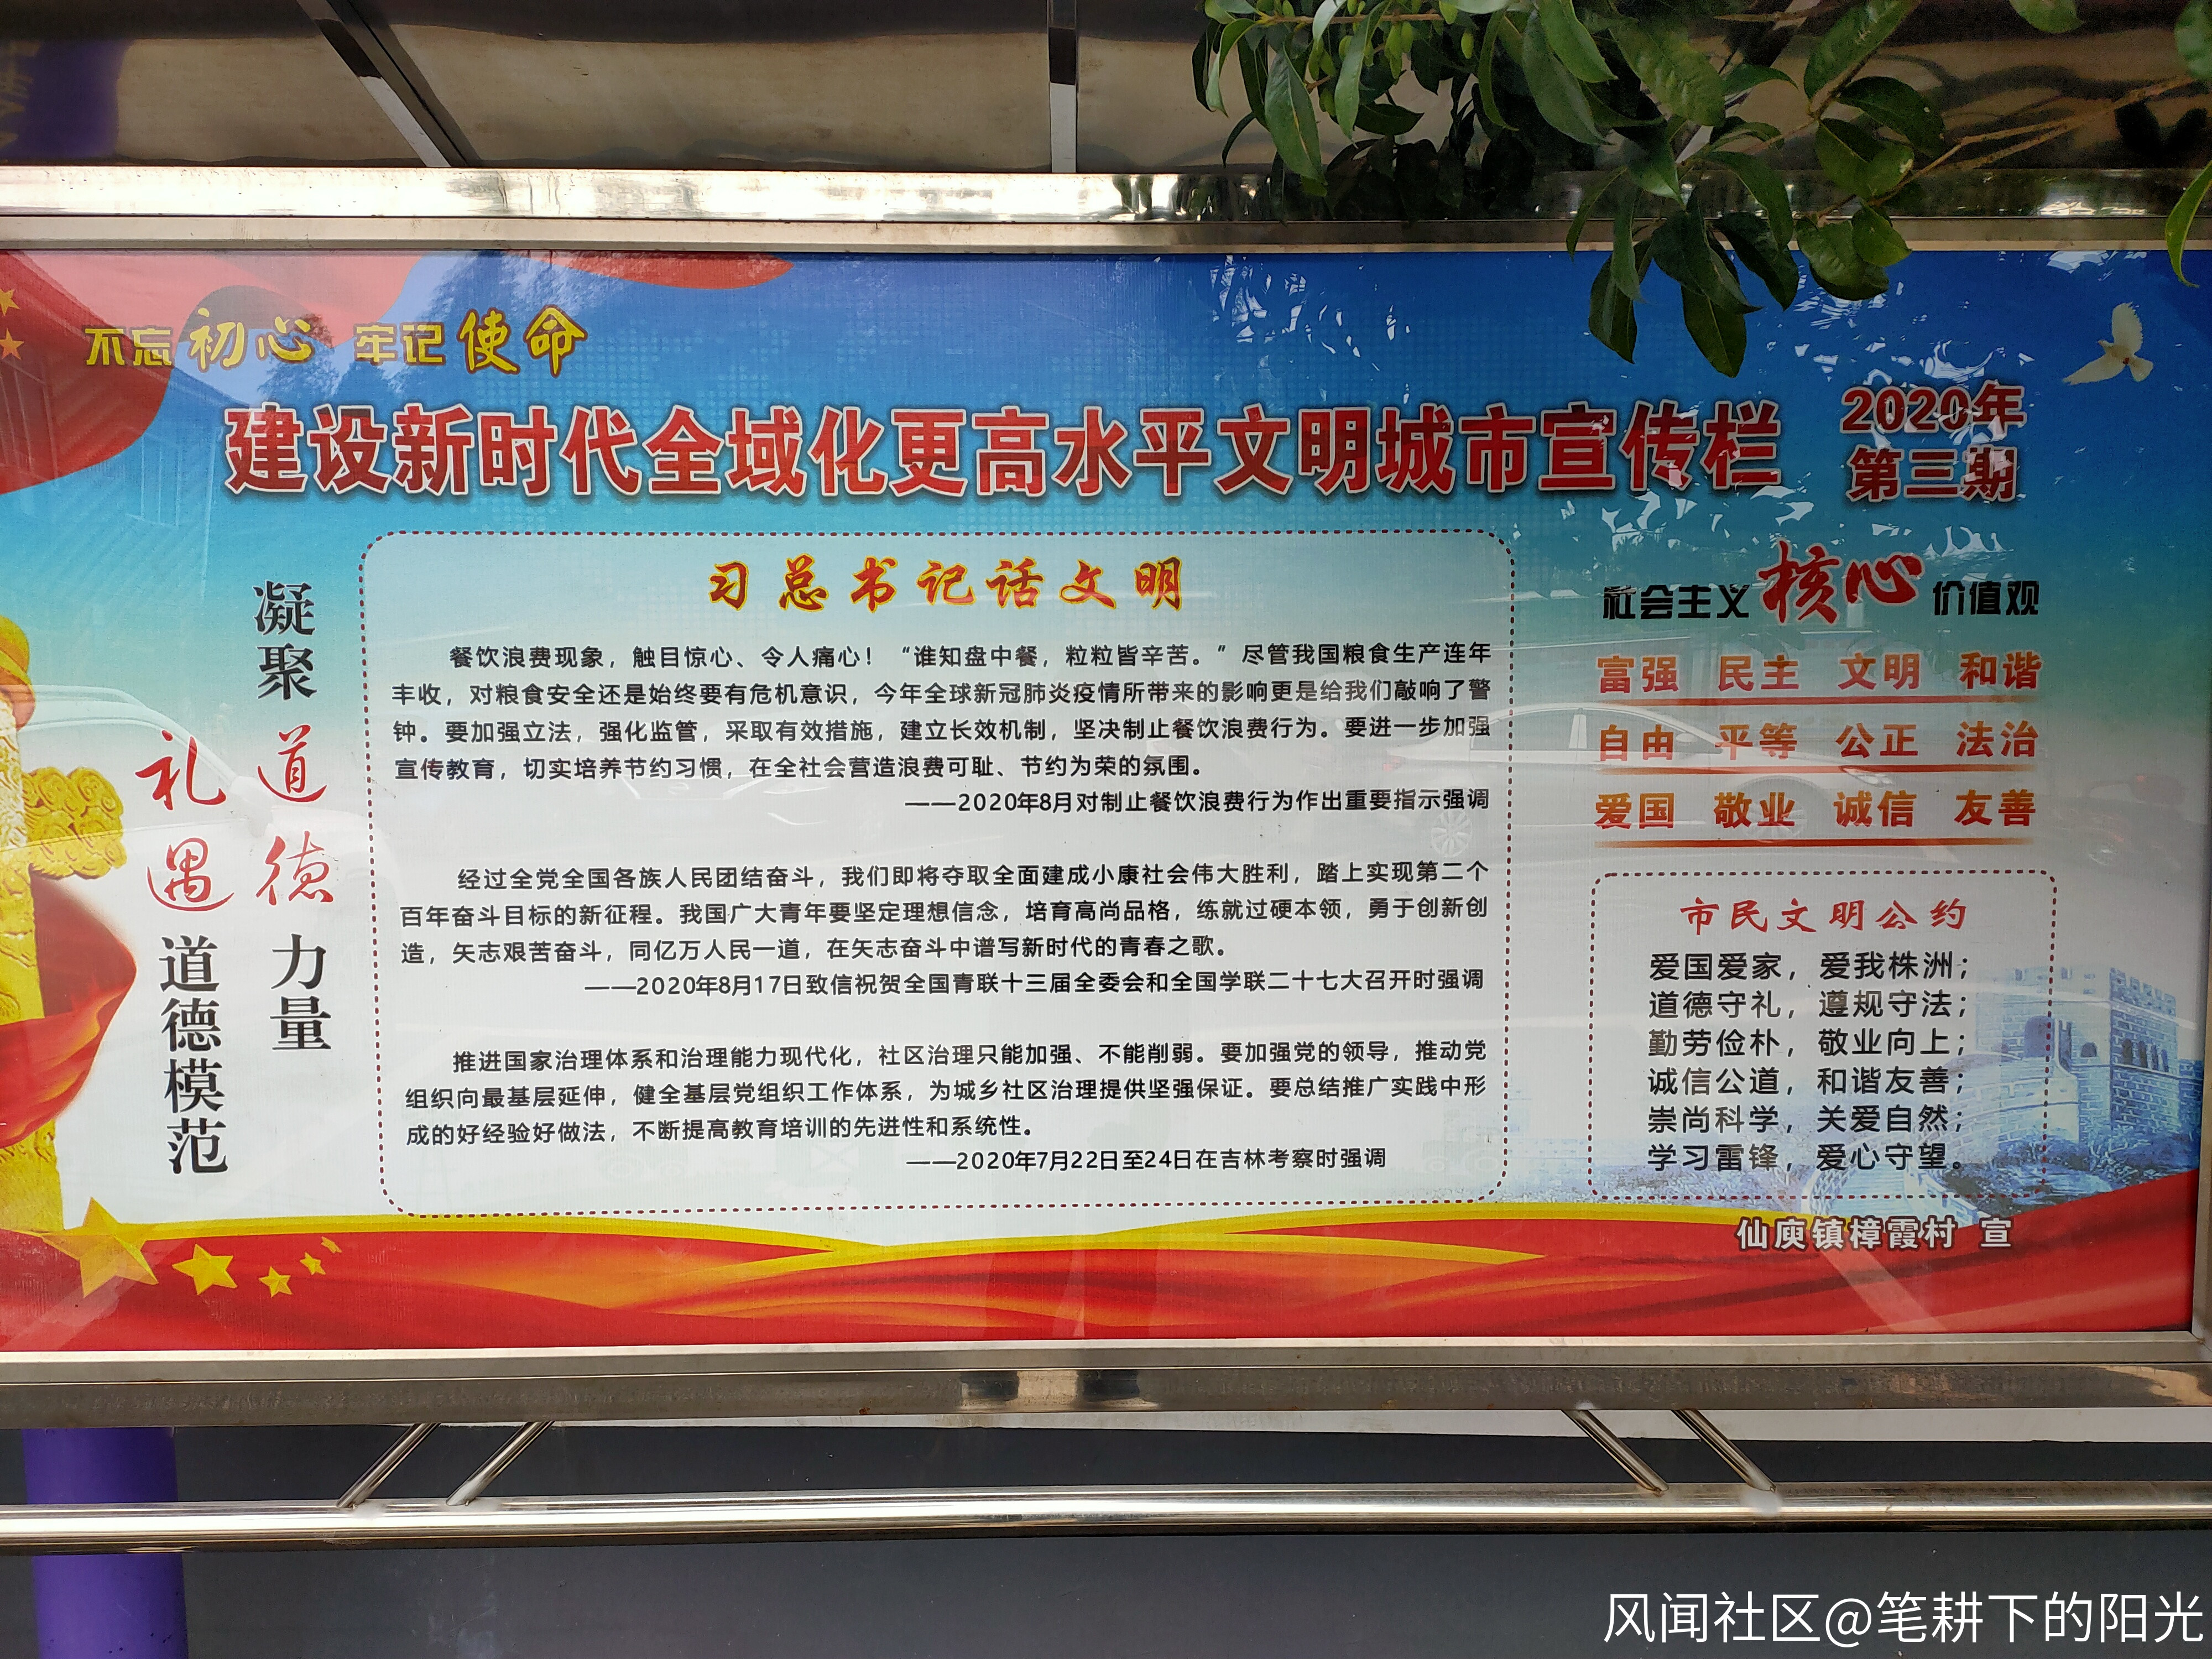 不忘初心 牢记使命
建设新时代全域化更高水平文明城市宣传栏
2020年
第三期
凝聚道德力量
礼遇道德模范
习总书记话文明
餐饮浪费现象，触目惊心、令人痛心！“谁知盘中餐，粒粒皆辛苦。”尽管我国粮食生产连年
丰收，对粮食安全还是始终要有危机意识，今年全球新冠肺炎疫情所带来的影响更是给我们敲响了警
钟。要加强立法，强化监管，采取有效措施，建立长效机制，坚决制止餐饮浪费行为。要进一步加强
宣传教育，切实培养节约习惯，在全社会营造浪费可耻、节约为荣的氛围。
——2020年8月对制止餐饮浪费行为作出重要指示强调
经过全党全国各族人民团结奋斗，我们即将夺取全面建成小康社会伟大胜利，踏上实现第二个
百年奋斗目标的新征程。我国广大青年要坚定理想信念，培育高尚品格，练就过硬本领，勇于创新创
造，矢志艰苦奋斗，同亿万人民一道，在矢志奋斗中谱写新时代的青春之歌。
——2020年8月17日致信祝贺全国青联十三届全委会和全国学联二十七大召开时强调
推进国家治理体系和治理能力现代化，社区治理只能加强、不能削弱。要加强党的领导，推动党
组织向最基层延伸，健全基层党组织工作体系，为城乡社区治理提供坚强保证。要总结推广实践中形
成的好经验好做法，不断提高教育培训的先进性和系统性。
——2020年7月22日至24日在吉林考察时强调
社会主义核心价值观
富强 民主 文明 和谐
自由 平等 公正 法治
爱国 敬业 诚信 友善
市民文明公约
爱国爱家，爱我株洲；
道德守礼，遵规守法；
勤劳俭朴，敬业向上；
诚信公道，和谐友善；
崇尚科学，关爱自然；
学习雷锋，爱心守望。
仙庾镇樟霞村 宣
风闻社区@笔耕下的阳光